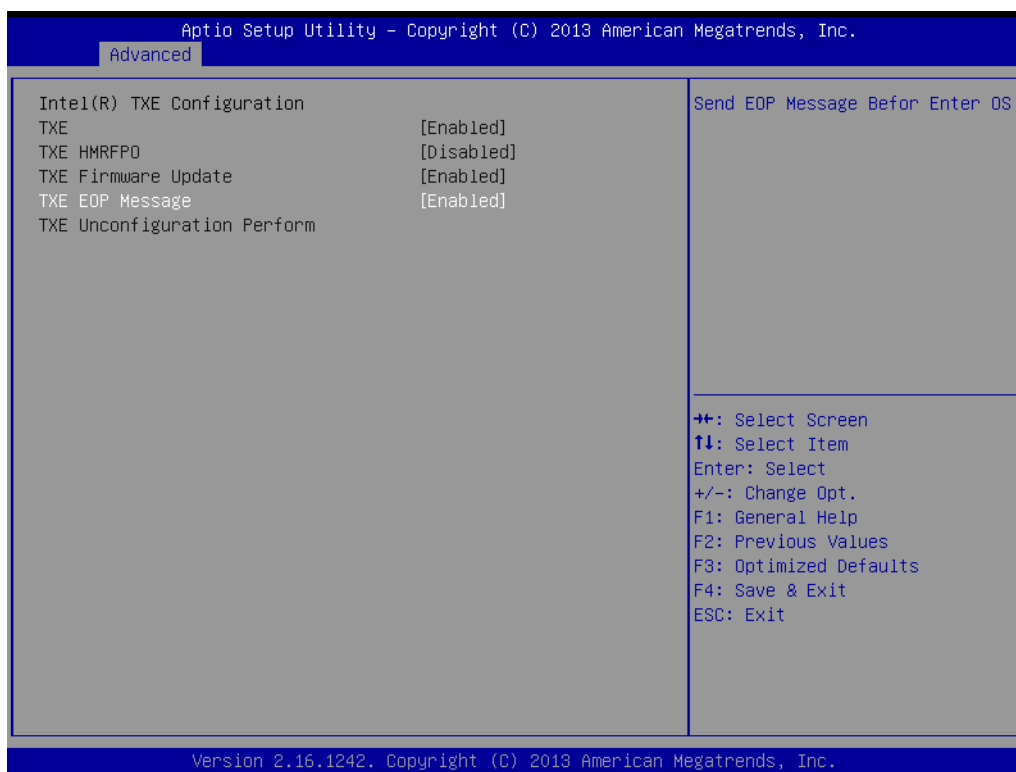 Aptio Setup Utility – Copyright (C) 2013 American Megatrends, Inc.
Advanced
Intel(R) TXE Configuration
TXE [Enabled]
TXE HMRFPO [Disabled]
TXE Firmware Update [Enabled]
TXE EOP Message [Enabled]
TXE Unconfiguration Perform
Send EOP Message Befor Enter OS
→←: Select Screen
↑↓: Select Item
Enter: Select
+/-: Change Opt.
F1: General Help
F2: Previous Values
F3: Optimized Defaults
F4: Save & Exit
ESC: Exit
Version 2.16.1242. Copyright (C) 2013 American Megatrends, Inc.